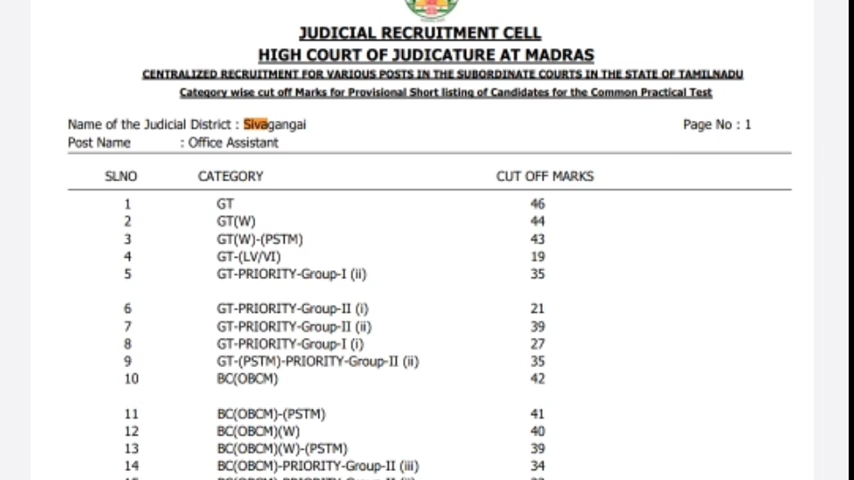 JUDICIAL RECRUITMENT CELL
HIGH COURT OF JUDICATURE AT MADRAS
CENTRALIZED RECRUITMENT FOR VARIOUS POSTS IN THE SUBORDINATE COURTS IN THE STATE OF TAMILNADU
Category wise cut off Marks for Provisional Short listing of Candidates for the Common Practical Test
Name of the Judicial District : Sivagangai Page No : 1
Post Name : Office Assistant
SLNO CATEGORY CUT OFF MARKS
1 GT 46
2 GT(W) 44
3 GT(W)-(PSTM) 43
4 GT-(LV/VI) 19
5 GT-PRIORITY-Group-I (ii) 35
6 GT-PRIORITY-Group-II (i) 21
7 GT-PRIORITY-Group-II (ii) 39
8 GT-PRIORITY-Group-I (i) 27
9 GT-(PSTM)-PRIORITY-Group-II (ii) 35
10 BC(OBCM) 42
11 BC(OBCM)-(PSTM) 41
12 BC(OBCM)(W) 40
13 BC(OBCM)(W)-(PSTM) 39
14 BC(OBCM)-PRIORITY-Group-II (iii) 34